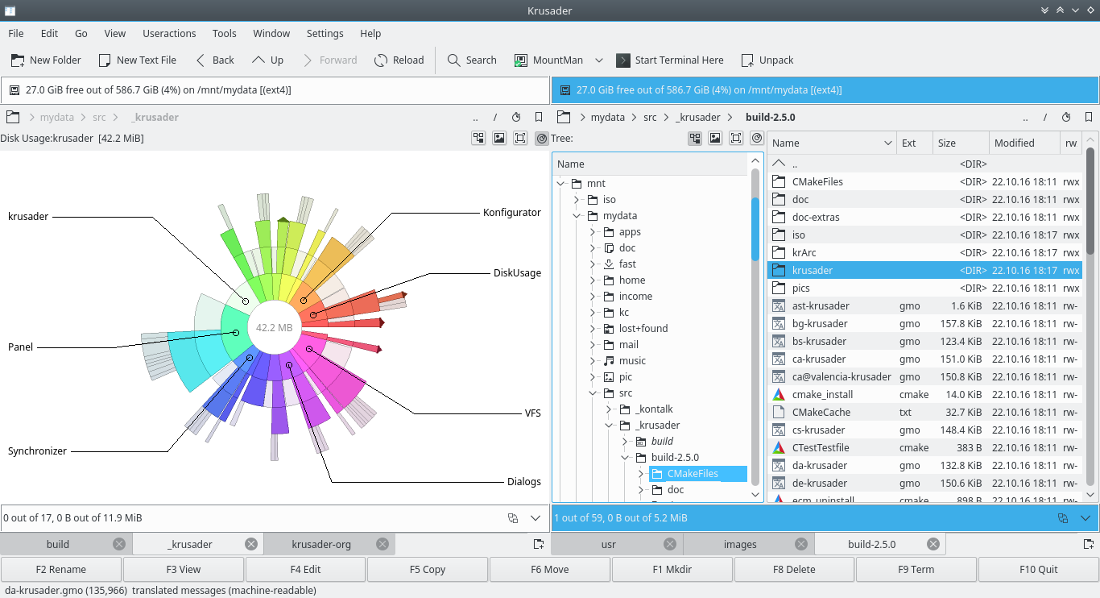 Krusader
File Edit Go View Useractions Tools Window Settings Help
New Folder New Text File Back Up Forward Reload Search MountMan Start Terminal Here Unpack
27.0 GiB free out of 586.7 GiB (4%) on /mnt/mydata [(ext4)]
27.0 GiB free out of 586.7 GiB (4%) on /mnt/mydata [(ext4)]
mydata src _krusader .. /
mydata src _krusader build-2.5.0 .. /
Disk Usage:krusader [42.2 MiB]
krusader
Konfigurator
DiskUsage
42.2 MB
Panel
VFS
Synchronizer
Dialogs
Tree:
Name
mnt
iso
mydata
apps
doc
fast
home
income
kc
lost+found
mail
music
pic
src
_kontalk
_krusader
build
build-2.5.0
CMakeFiles
doc
Name Ext Size Modified rw
.. <DIR>
CMakeFiles <DIR> 22.10.16 18:11 rwx
doc <DIR> 22.10.16 18:11 rwx
doc-extras <DIR> 22.10.16 18:11 rwx
iso <DIR> 22.10.16 18:17 rwx
krArc <DIR> 22.10.16 18:11 rwx
krusader <DIR> 22.10.16 18:17 rwx
pics <DIR> 22.10.16 18:11 rwx
ast-krusader gmo 1.6 KiB 22.10.16 18:11 rw-
bg-krusader gmo 157.8 KiB 22.10.16 18:11 rw-
bs-krusader gmo 123.4 KiB 22.10.16 18:11 rw-
ca-krusader gmo 151.0 KiB 22.10.16 18:11 rw-
ca@valencia-krusader gmo 150.8 KiB 22.10.16 18:11 rw-
cmake_install cmake 14.0 KiB 22.10.16 18:11 rw-
CMakeCache txt 32.7 KiB 22.10.16 18:11 rw-
cs-krusader gmo 148.4 KiB 22.10.16 18:11 rw-
CTestTestfile cmake 383 B 22.10.16 18:11 rw-
da-krusader gmo 132.8 KiB 22.10.16 18:11 rw-
de-krusader gmo 150.6 KiB 22.10.16 18:11 rw-
ecm_uninstall cmake 898 B 22.10.16 18:11 rw-
0 out of 17, 0 B out of 11.9 MiB
1 out of 59, 0 B out of 5.2 MiB
build _krusader krusader-org
usr images build-2.5.0
F2 Rename F3 View F4 Edit F5 Copy F6 Move F1 Mkdir F8 Delete F9 Term F10 Quit
da-krusader.gmo (135,966) translated messages (machine-readable)